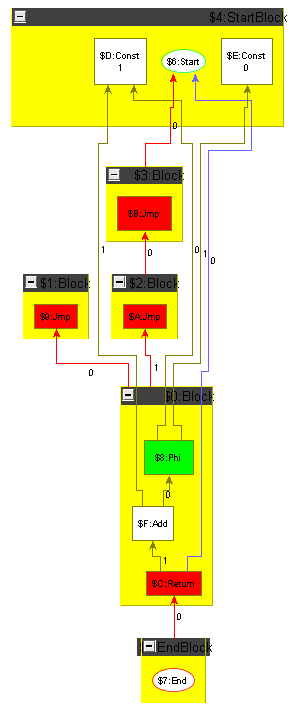 $4:StartBlock
$D:Const
1
$6:Start
$E:Const
0
0
$3:Block
$B:Jmp
1
0
1
0
0
$1:Block
$2:Block
$9:Jmp
$A:Jmp
0
1
$0:Block
$8:Phi
0
$F:Add
1
$C:Return
0
EndBlock
$7:End